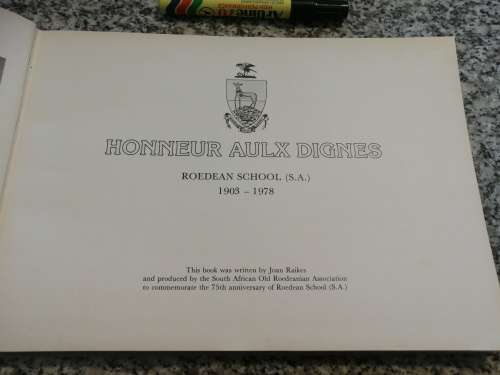 HONNEUR AULX DIGNES
ROEDEAN SCHOOL (S.A.)
1903 – 1978
This book was written by Joan Raikes
and produced by the South African Old Roedeanian Association
to commemorate the 75th anniversary of Roedean School (S.A.)